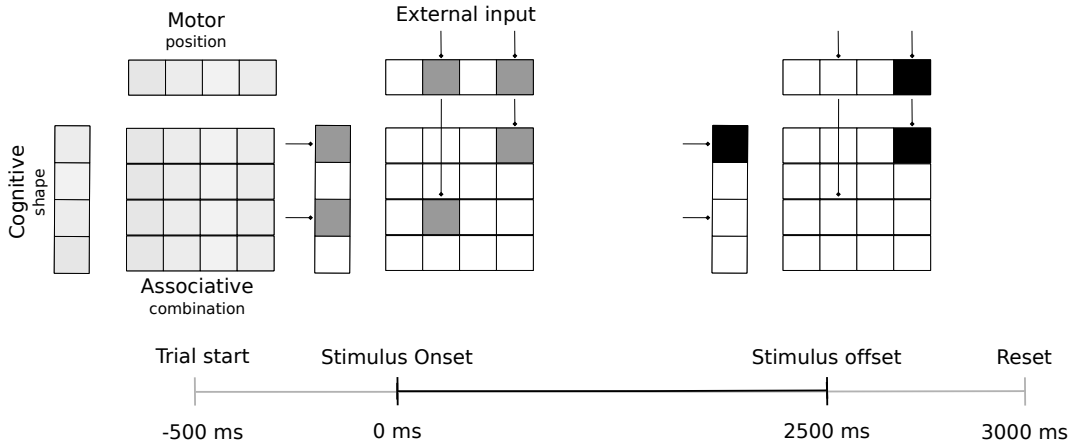 Motor
position
External input
Cognitive
shape
Associative
combination
Trial start
Stimulus Onset
Stimulus offset
Reset
-500 ms
0 ms
2500 ms
3000 ms